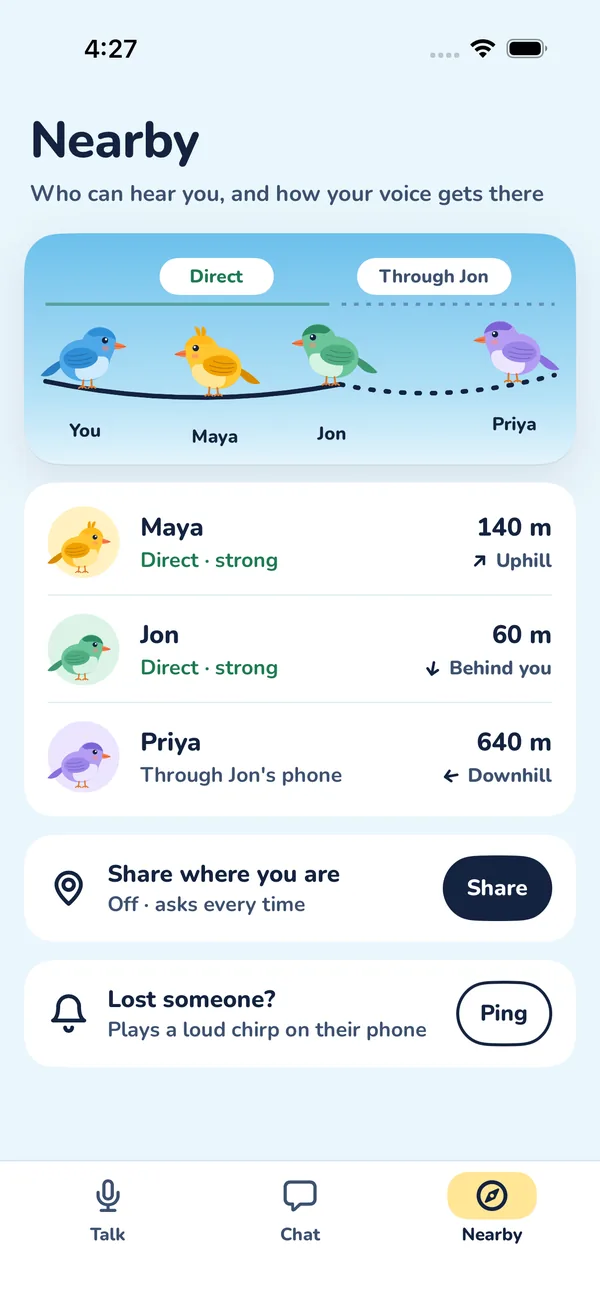 4:27
Nearby
Who can hear you, and how your voice gets there
Direct
Through Jon
You
Maya
Jon
Priya
Maya
140 m
Direct · strong
↗ Uphill
Jon
60 m
Direct · strong
↓ Behind you
Priya
640 m
Through Jon's phone
← Downhill
Share where you are
Off · asks every time
Share
Lost someone?
Plays a loud chirp on their phone
Ping
Talk
Chat
Nearby